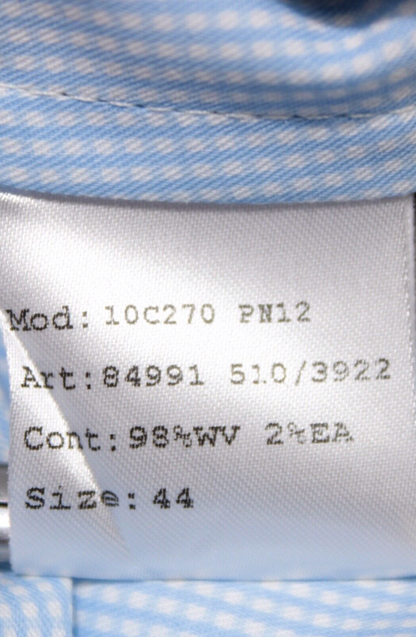 Mod: 10C270 PN12
Art: 84991 510/3922
Cont: 98%WV 2%EA
Size: 44